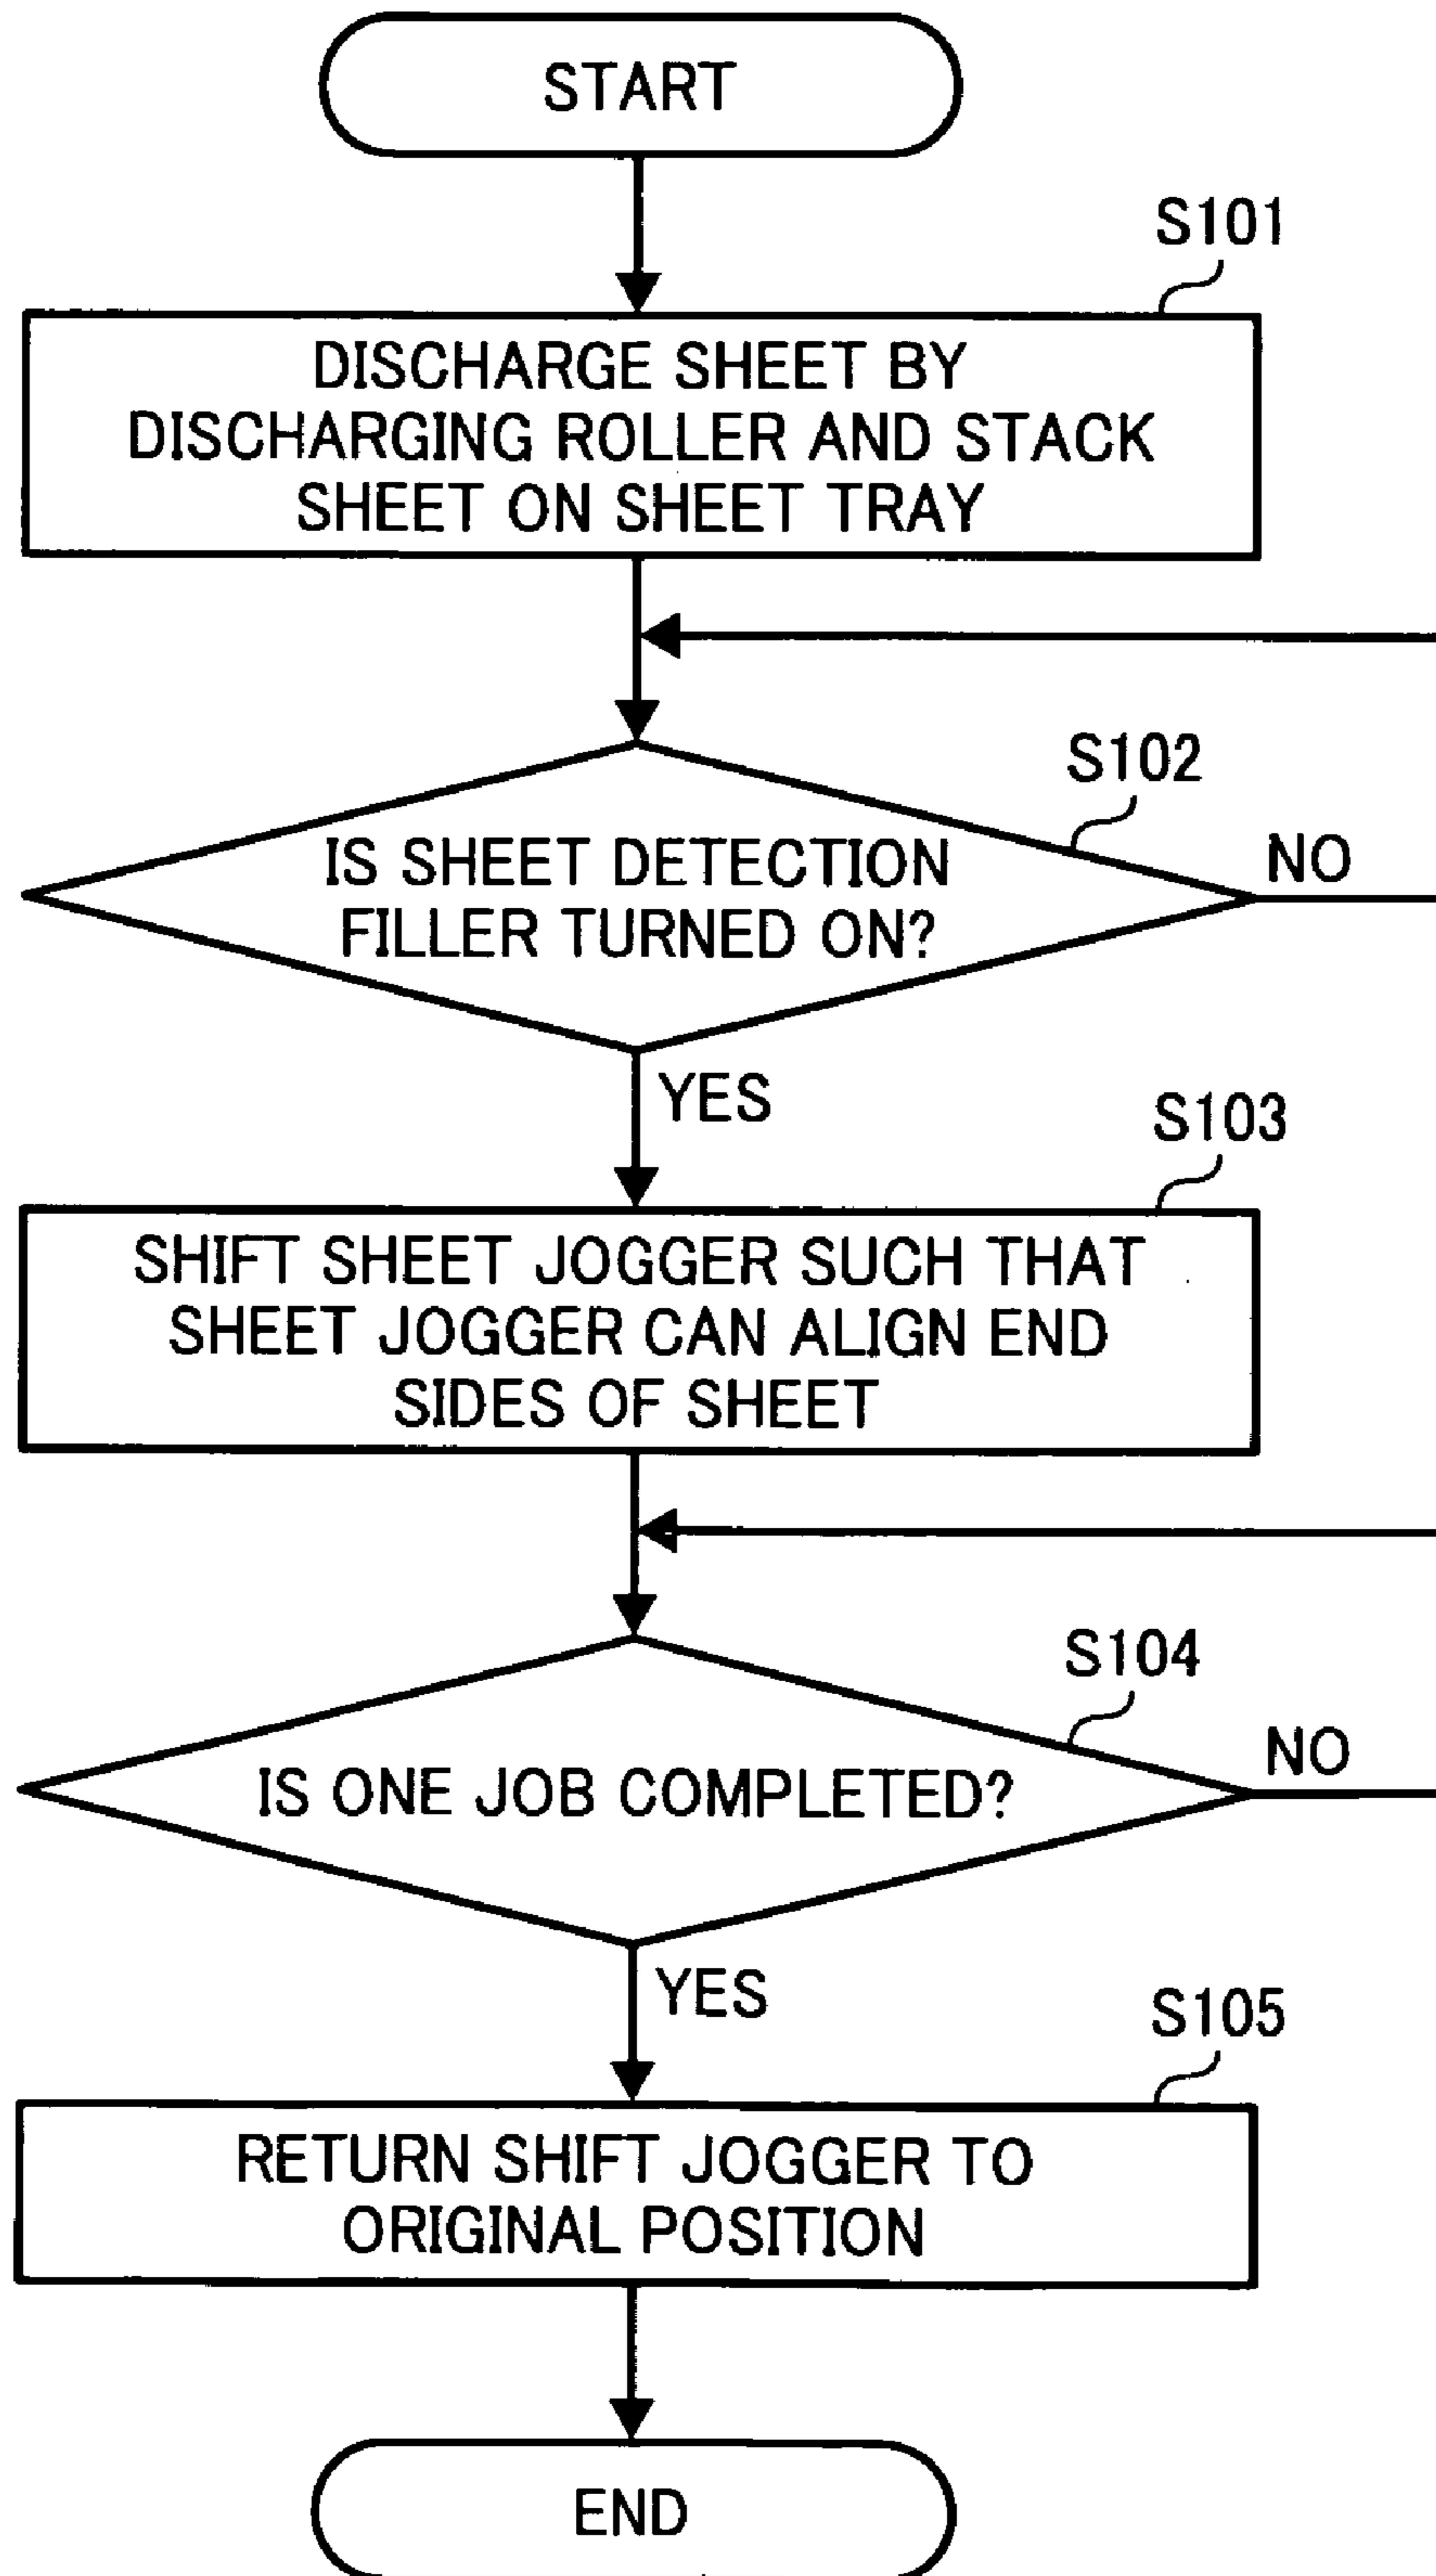 START
S101
DISCHARGE SHEET BY
DISCHARGING ROLLER AND STACK
SHEET ON SHEET TRAY
S102
IS SHEET DETECTION
FILLER TURNED ON?
NO
YES
S103
SHIFT SHEET JOGGER SUCH THAT
SHEET JOGGER CAN ALIGN END
SIDES OF SHEET
S104
IS ONE JOB COMPLETED?
NO
YES
S105
RETURN SHIFT JOGGER TO
ORIGINAL POSITION
END